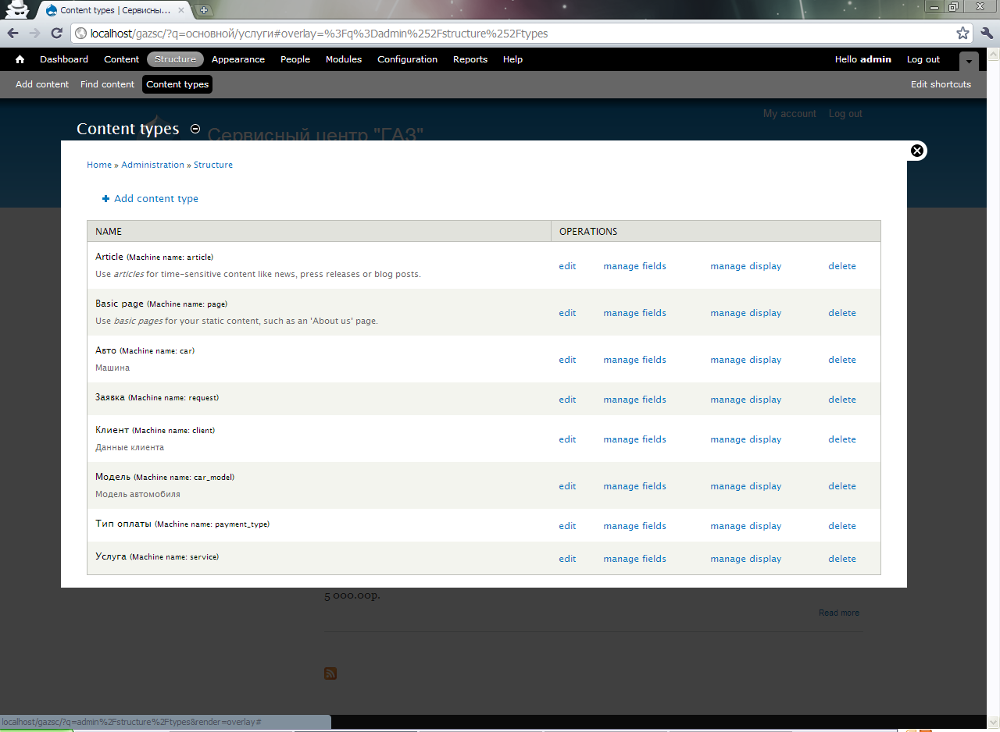 Content types | Сервисны...
localhost/gazsc/?q=основной/услуги#overlay=%3Fq%3Dadmin%252Fstructure%252Ftypes
Dashboard Content Structure Appearance People Modules Configuration Reports Help Hello admin Log out
Add content Find content Content types Edit shortcuts
My account Log out
Content types
Сервисный центр "ГАЗ"
Home » Administration » Structure
Add content type
NAME OPERATIONS
Article (Machine name: article)
Use articles for time-sensitive content like news, press releases or blog posts.
edit manage fields manage display delete
Basic page (Machine name: page)
Use basic pages for your static content, such as an 'About us' page.
edit manage fields manage display delete
Авто (Machine name: car)
Машина
edit manage fields manage display delete
Заявка (Machine name: request)
edit manage fields manage display delete
Клиент (Machine name: client)
Данные клиента
edit manage fields manage display delete
Модель (Machine name: car_model)
Модель автомобиля
edit manage fields manage display delete
Тип оплаты (Machine name: payment_type)
edit manage fields manage display delete
Услуга (Machine name: service)
edit manage fields manage display delete
5 000.00р.
Read more
localhost/gazsc/?q=admin%2Fstructure%2Ftypes&render=overlay#